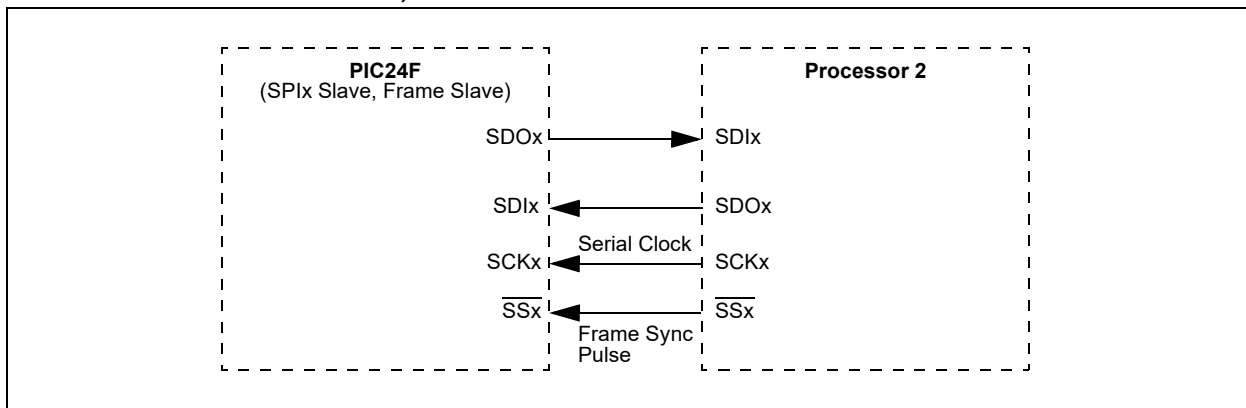 PIC24F
(SPIx Slave, Frame Slave)
Processor 2
SDOx
SDIx
SDIx
SDOx
Serial Clock
SCKx
SCKx
SSx
SSx
Frame Sync
Pulse